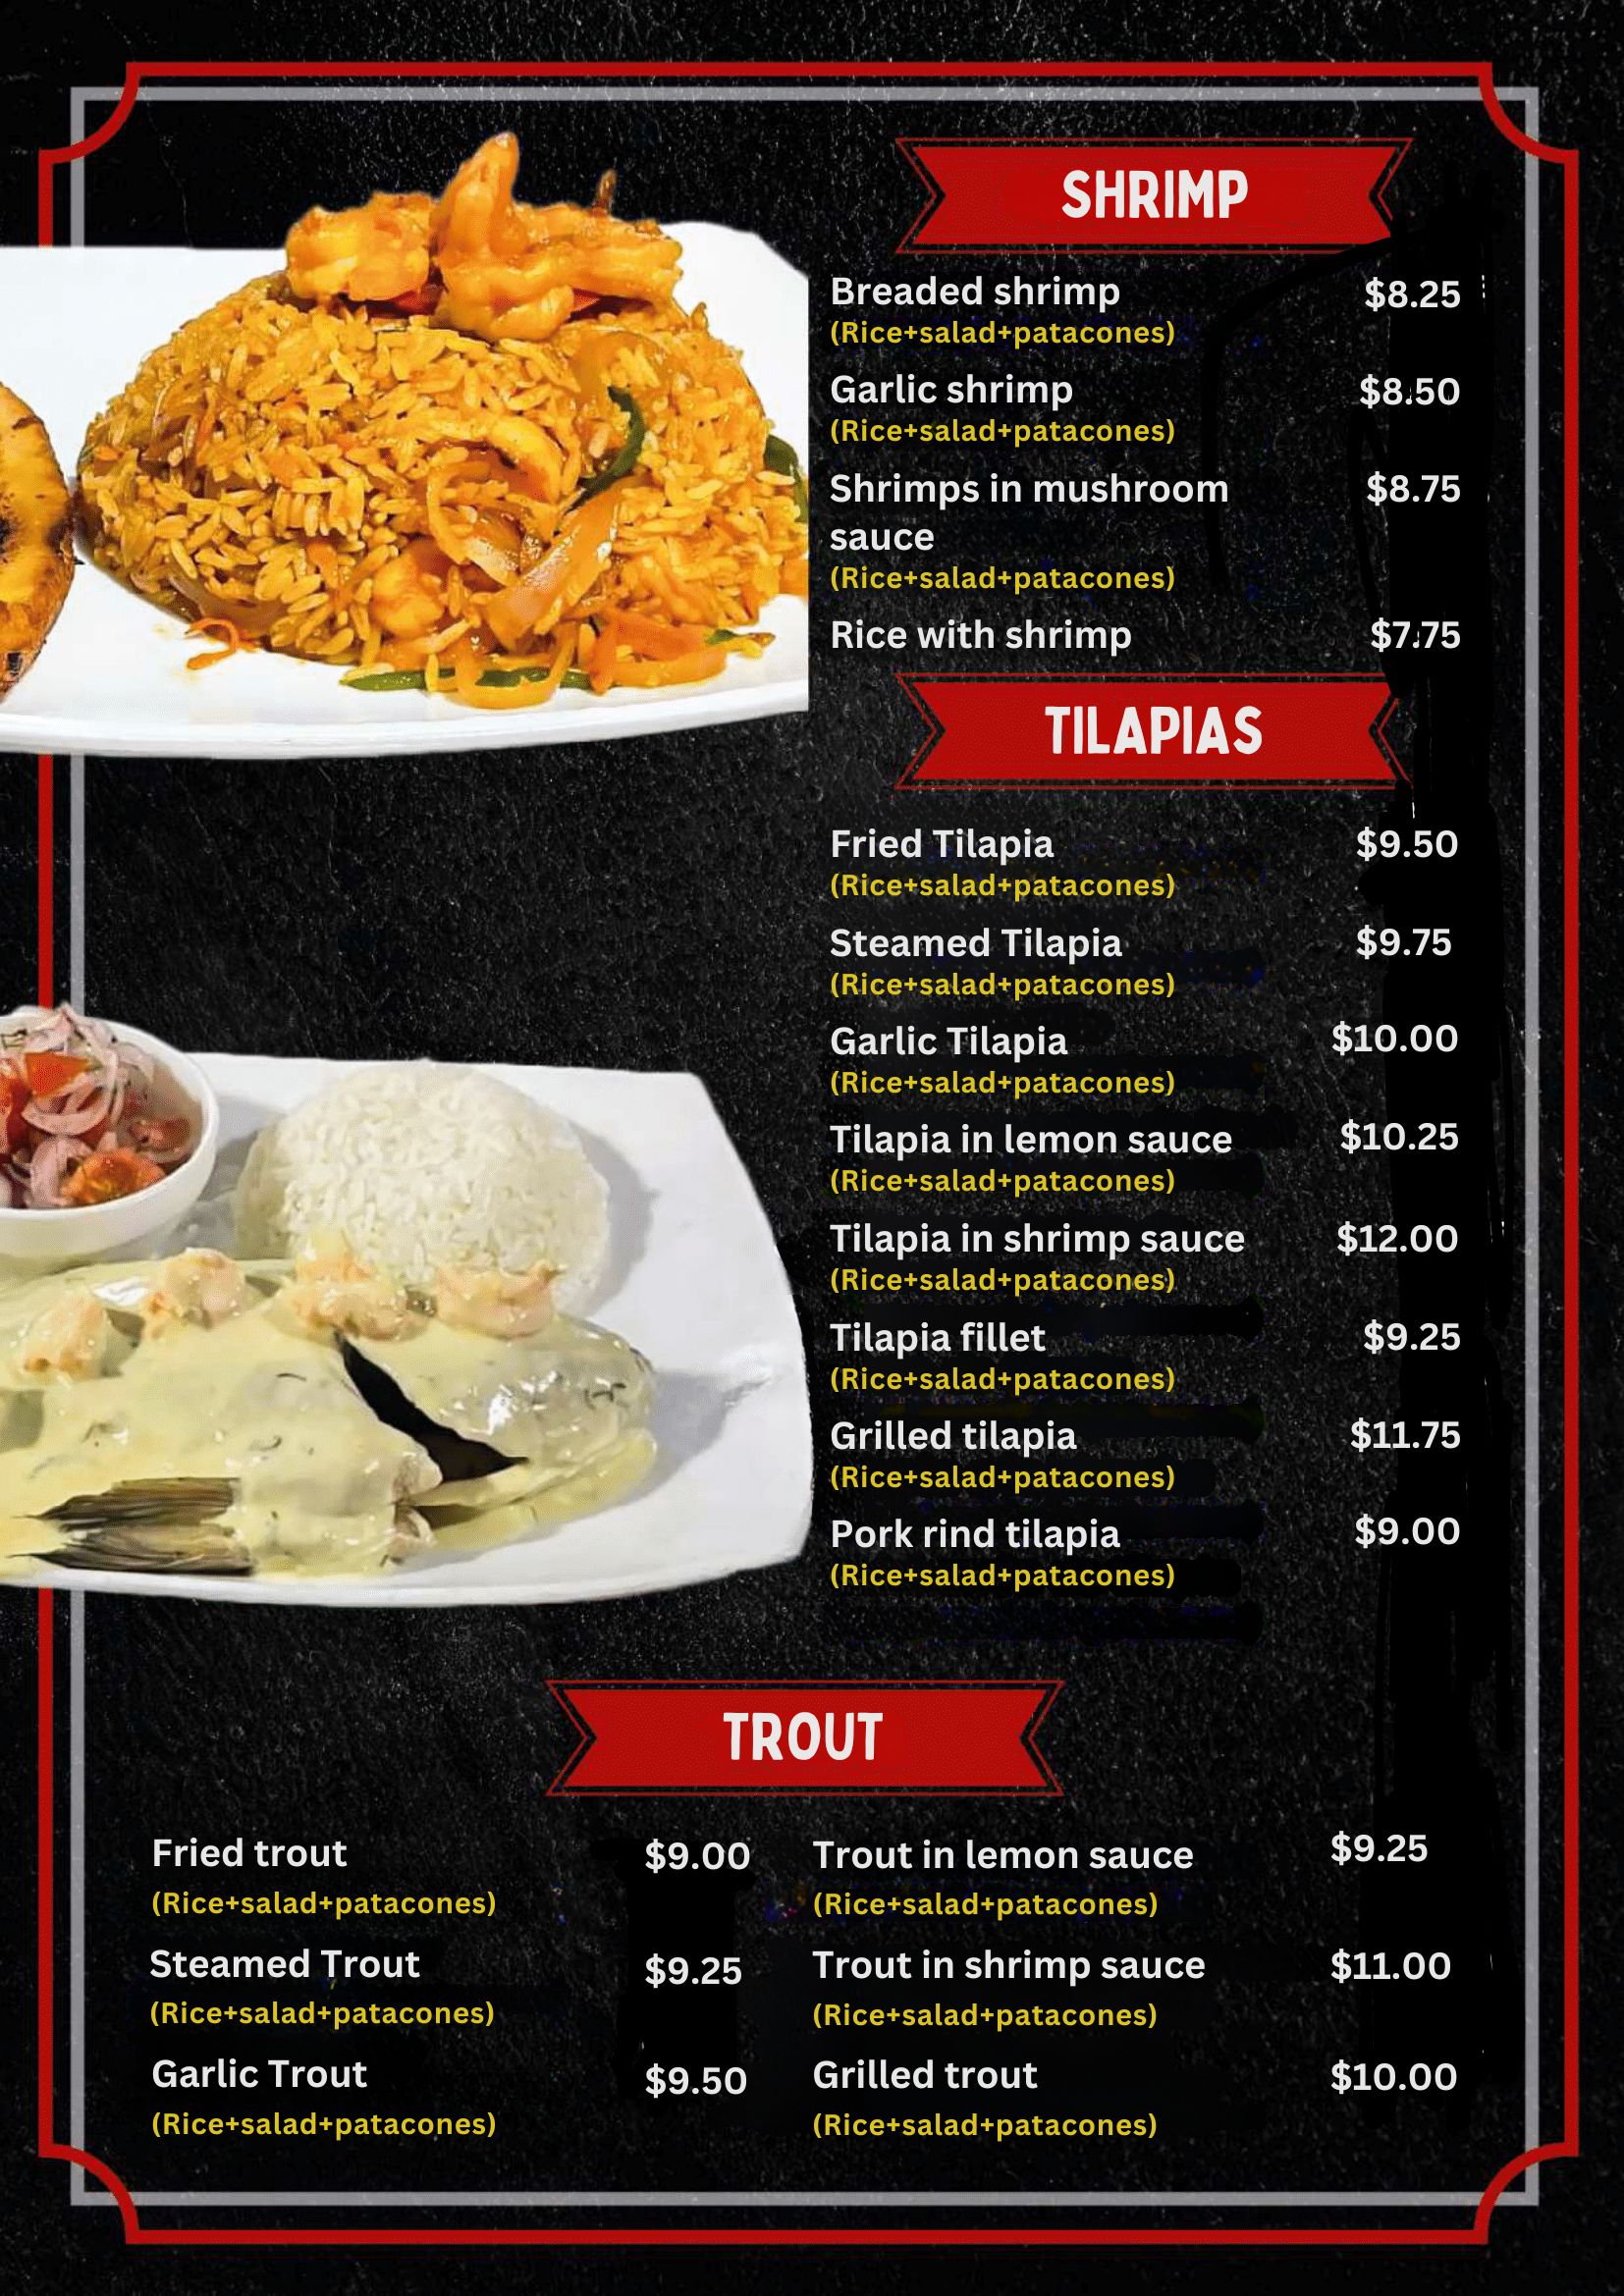 SHRIMP
Breaded shrimp $8.25
(Rice+salad+patacones)
Garlic shrimp $8.50
(Rice+salad+patacones)
Shrimps in mushroom $8.75
sauce
(Rice+salad+patacones)
Rice with shrimp $7.75
TILAPIAS
Fried Tilapia $9.50
(Rice+salad+patacones)
Steamed Tilapia $9.75
(Rice+salad+patacones)
Garlic Tilapia $10.00
(Rice+salad+patacones)
Tilapia in lemon sauce $10.25
(Rice+salad+patacones)
Tilapia in shrimp sauce $12.00
(Rice+salad+patacones)
Tilapia fillet $9.25
(Rice+salad+patacones)
Grilled tilapia $11.75
(Rice+salad+patacones)
Pork rind tilapia $9.00
(Rice+salad+patacones)
TROUT
Fried trout $9.00
(Rice+salad+patacones)
Steamed Trout $9.25
(Rice+salad+patacones)
Garlic Trout $9.50
(Rice+salad+patacones)
Trout in lemon sauce $9.25
(Rice+salad+patacones)
Trout in shrimp sauce $11.00
(Rice+salad+patacones)
Grilled trout $10.00
(Rice+salad+patacones)